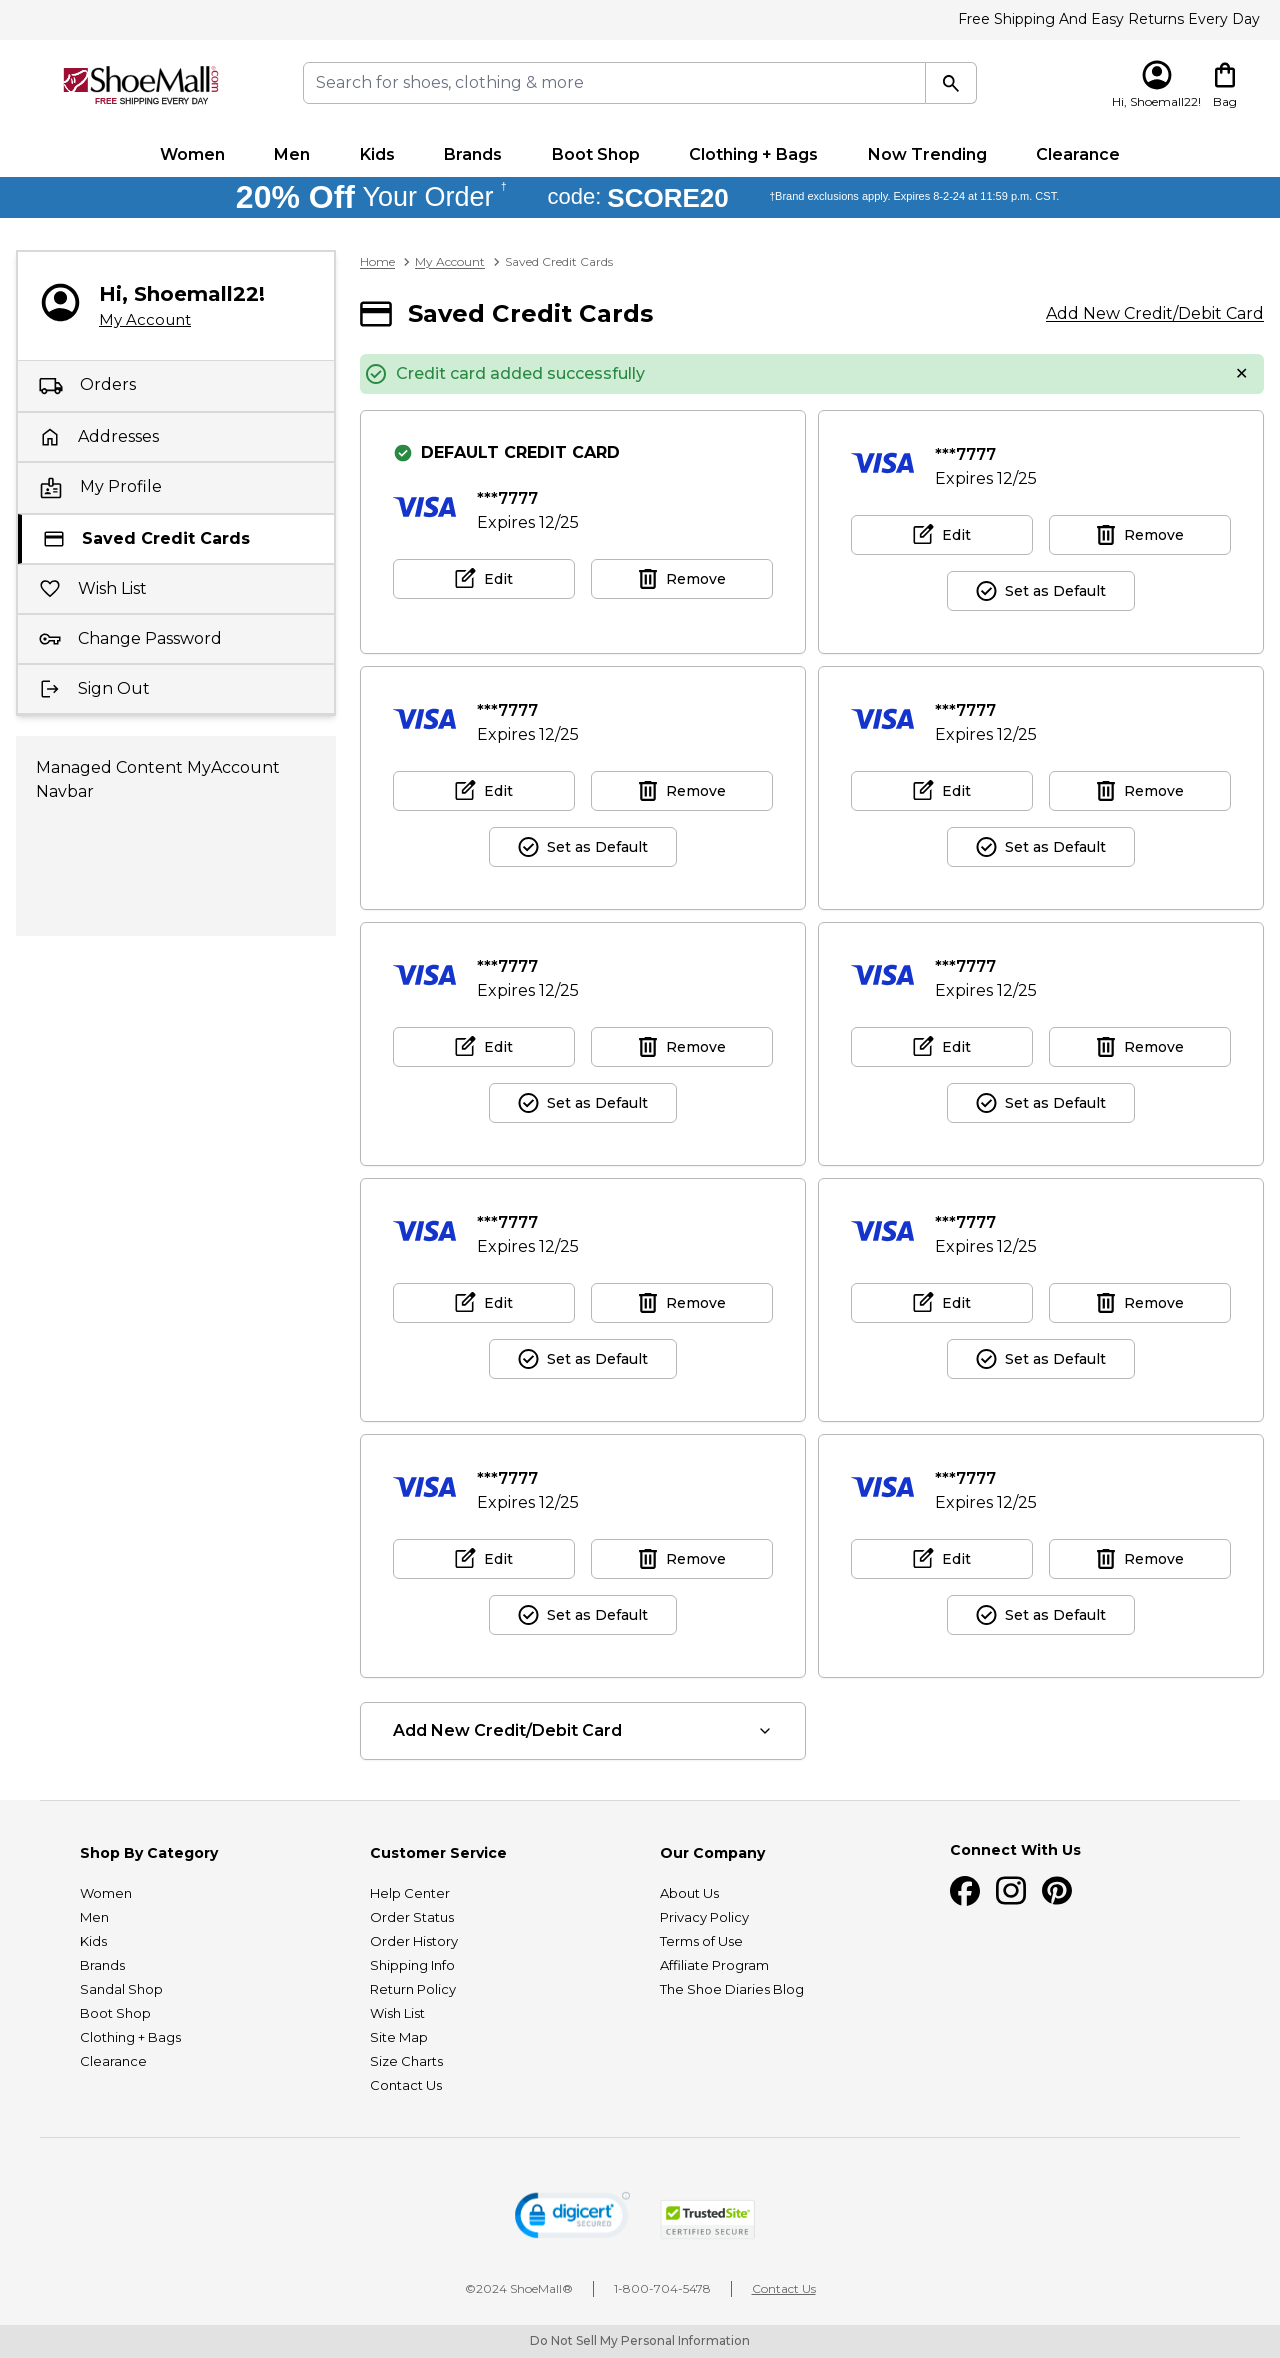 Free Shipping And Easy Returns Every Day
ShoeMall.com
FREE SHIPPING EVERY DAY
Search for shoes, clothing & more
Hi, Shoemall22!
Bag
Women Men Kids Brands Boot Shop Clothing + Bags Now Trending Clearance
20% Off Your Order † code: SCORE20 †Brand exclusions apply. Expires 8-2-24 at 11:59 p.m. CST.
Hi, Shoemall22!
My Account
Orders
Addresses
My Profile
Saved Credit Cards
Wish List
Change Password
Sign Out
Managed Content MyAccount
Navbar
Home > My Account > Saved Credit Cards
Saved Credit Cards
Add New Credit/Debit Card
Credit card added successfully
DEFAULT CREDIT CARD
VISA ***7777
Expires 12/25
Edit Remove
VISA ***7777
Expires 12/25
Edit Remove
Set as Default
VISA ***7777
Expires 12/25
Edit Remove
Set as Default
VISA ***7777
Expires 12/25
Edit Remove
Set as Default
VISA ***7777
Expires 12/25
Edit Remove
Set as Default
VISA ***7777
Expires 12/25
Edit Remove
Set as Default
VISA ***7777
Expires 12/25
Edit Remove
Set as Default
VISA ***7777
Expires 12/25
Edit Remove
Set as Default
VISA ***7777
Expires 12/25
Edit Remove
Set as Default
VISA ***7777
Expires 12/25
Edit Remove
Set as Default
Add New Credit/Debit Card
Shop By Category
Women
Men
Kids
Brands
Sandal Shop
Boot Shop
Clothing + Bags
Clearance
Customer Service
Help Center
Order Status
Order History
Shipping Info
Return Policy
Wish List
Site Map
Size Charts
Contact Us
Our Company
About Us
Privacy Policy
Terms of Use
Affiliate Program
The Shoe Diaries Blog
Connect With Us
digicert
SECURED
TrustedSite
CERTIFIED SECURE
©2024 ShoeMall® | 1-800-704-5478 | Contact Us
Do Not Sell My Personal Information